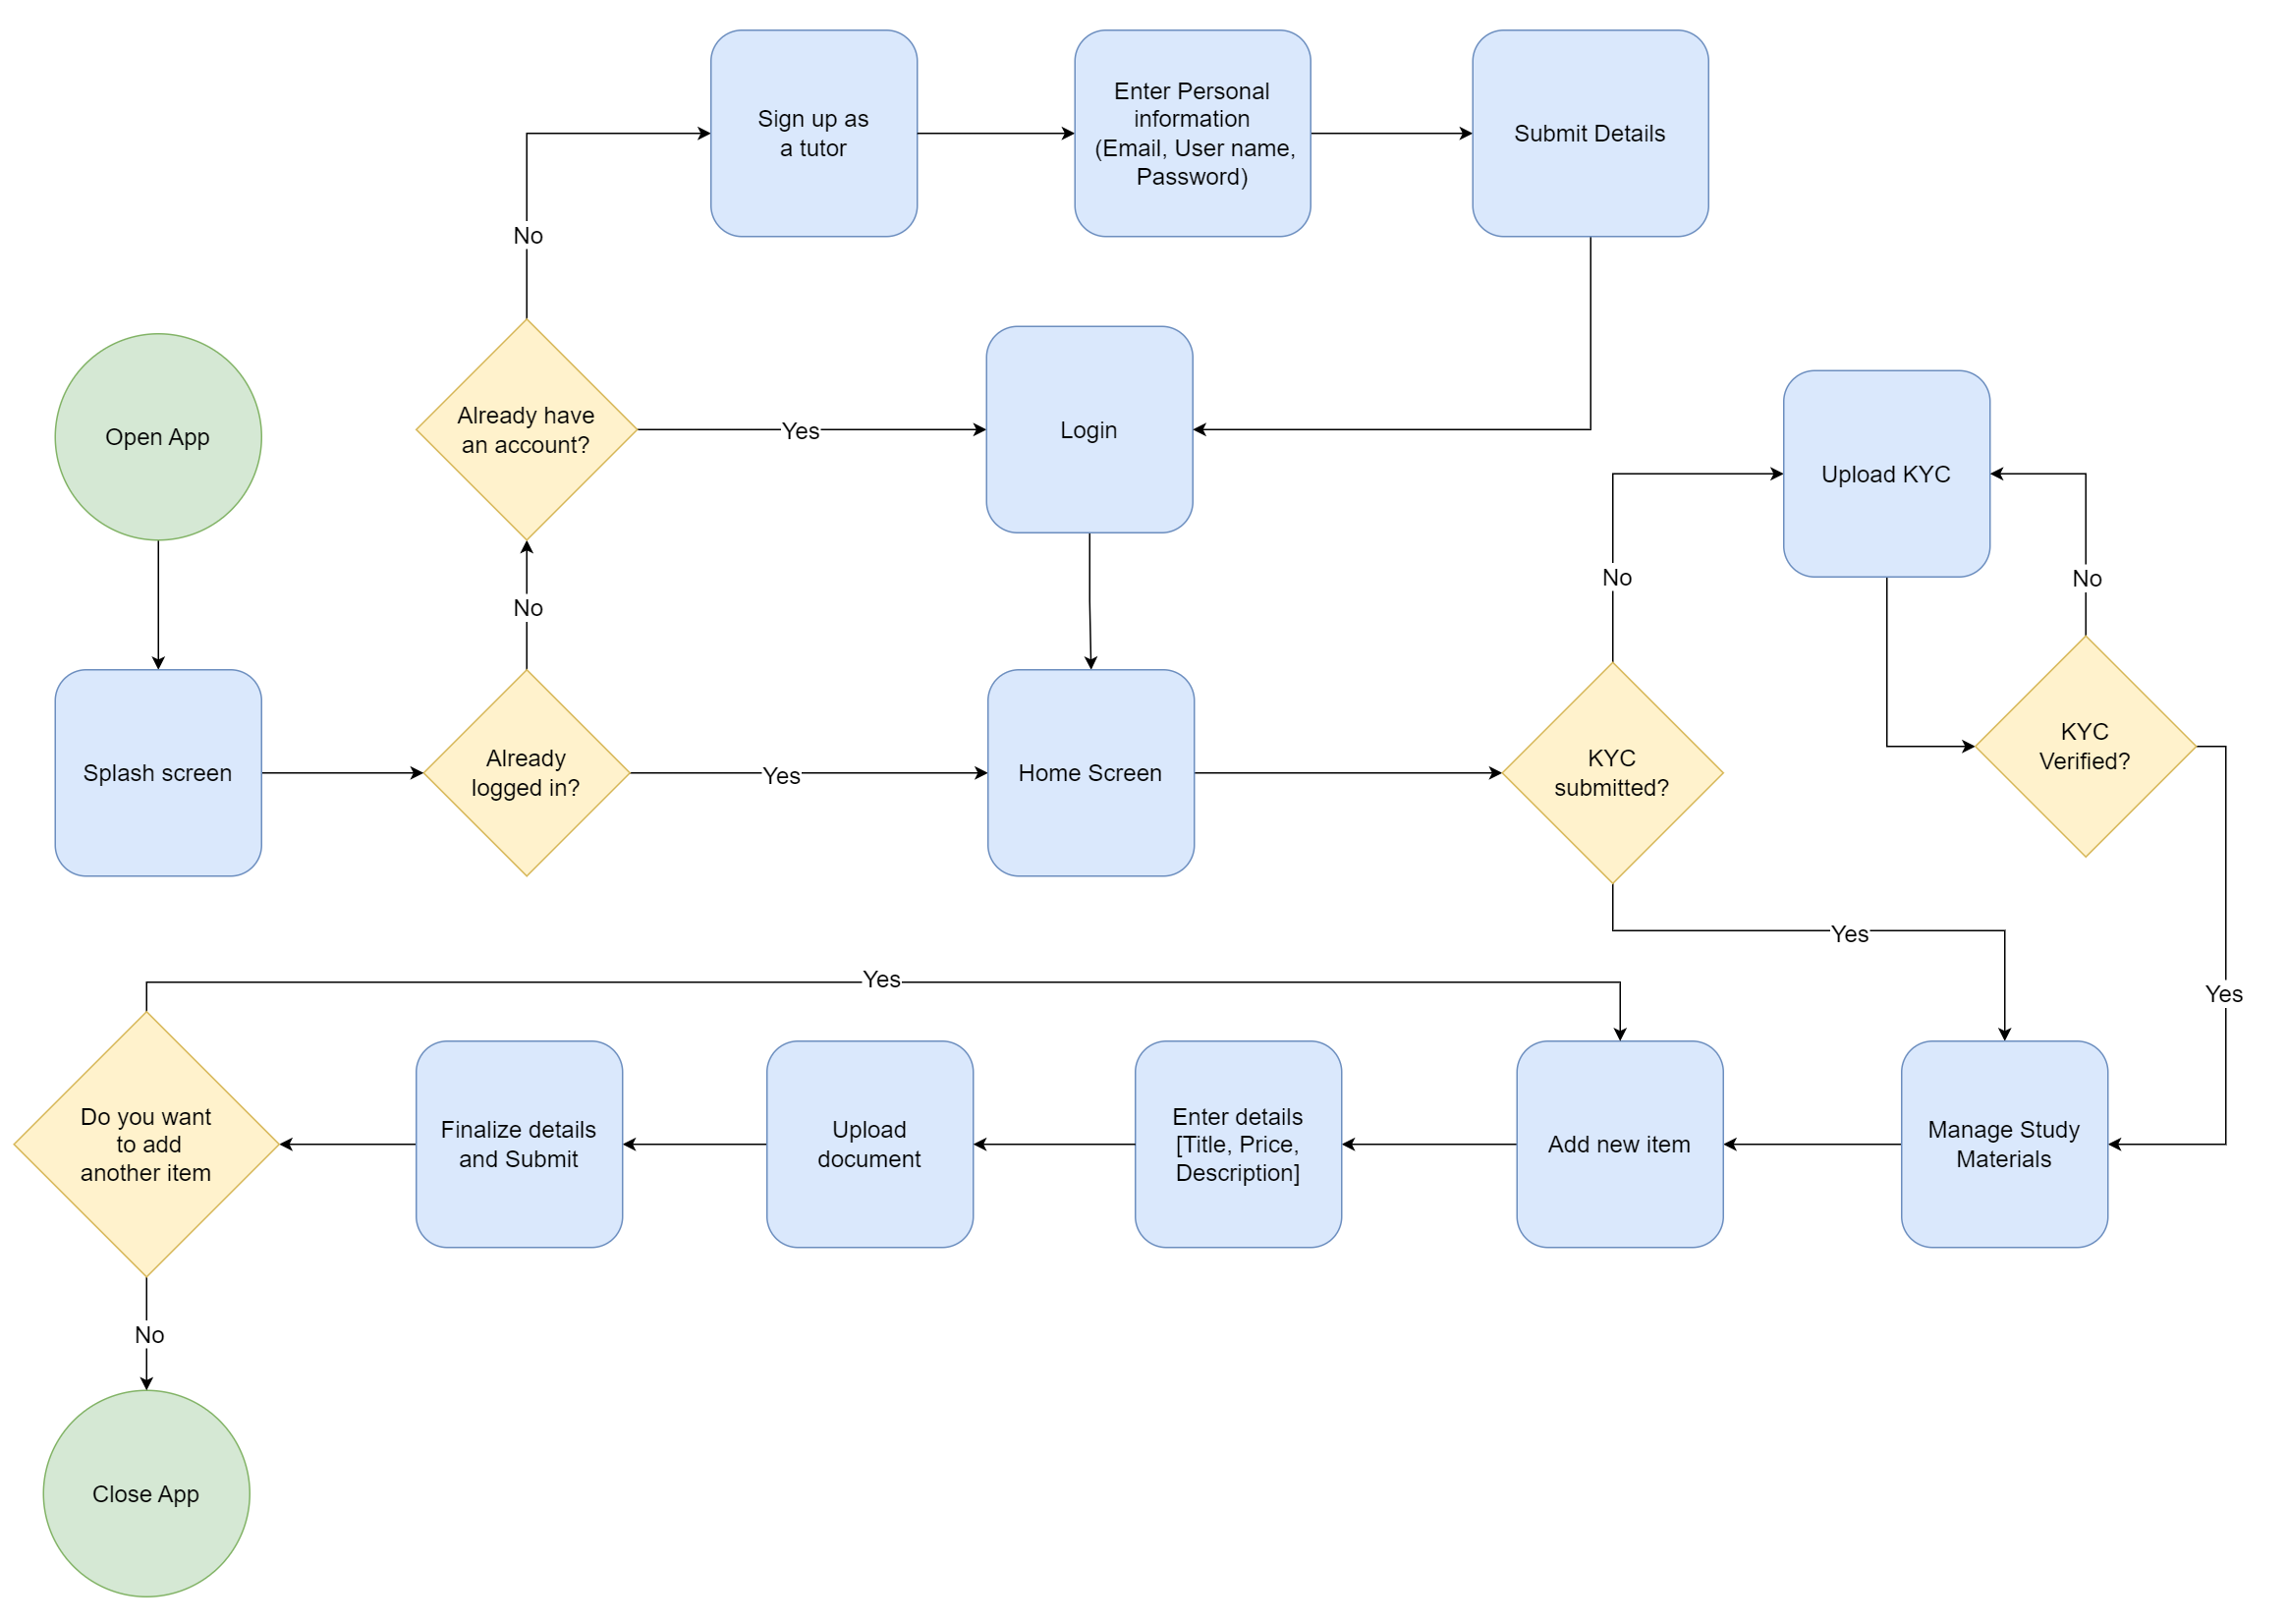 Sign up as
a tutor
Enter Personal
information
(Email, User name,
Password)
Submit Details
No
Open App
Already have
an account?
Yes
Login
Upload KYC
No
No
No
Splash screen
Already
logged in?
Yes
Home Screen
KYC
submitted?
KYC
Verified?
Yes
Yes
Yes
Do you want
to add
another item
Finalize details
and Submit
Upload
document
Enter details
[Title, Price,
Description]
Add new item
Manage Study
Materials
No
Close App